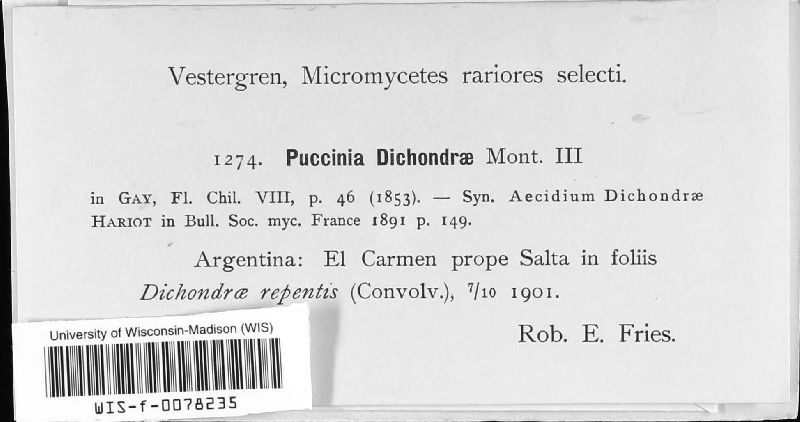 Vestergren, Micromycetes rariores selecti.
1274. Puccinia Dichondræ Mont. III
in GAY, Fl. Chil. VIII, p. 46 (1853). — Syn. Aecidium Dichondræ
HARIOT in Bull. Soc. myc. France 1891 p. 149.
Argentina: El Carmen prope Salta in foliis
Dichondræ repentis (Convolv.), 7/10 1901.
Rob. E. Fries.
University of Wisconsin-Madison (WIS)
WIS-f-0078235